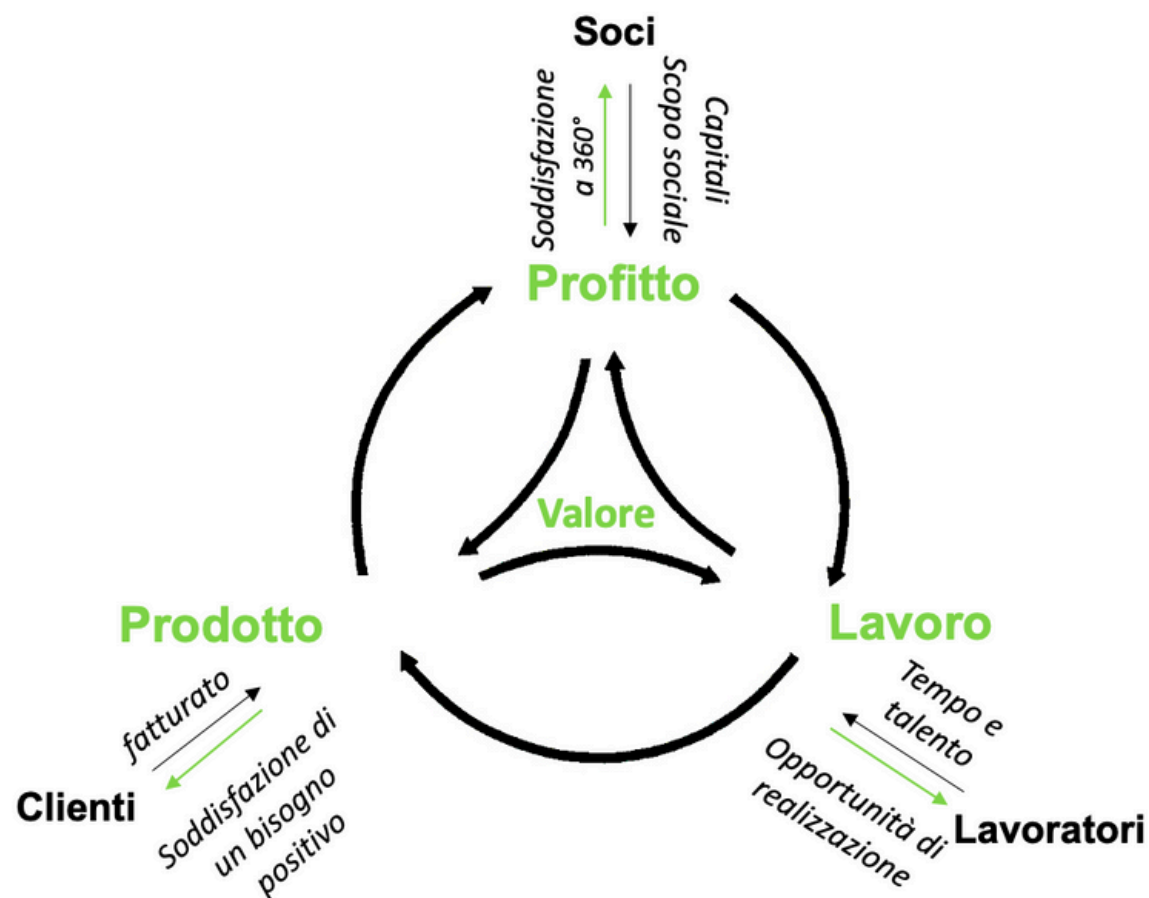 Soci
Soddisfazione
a 360°
Capitali
Scopo sociale
Profitto
Valore
Prodotto
Lavoro
fatturato
Clienti
Soddisfazione di
un bisogno
positivo
Tempo e
talento
Opportunità di
realizzazione
Lavoratori